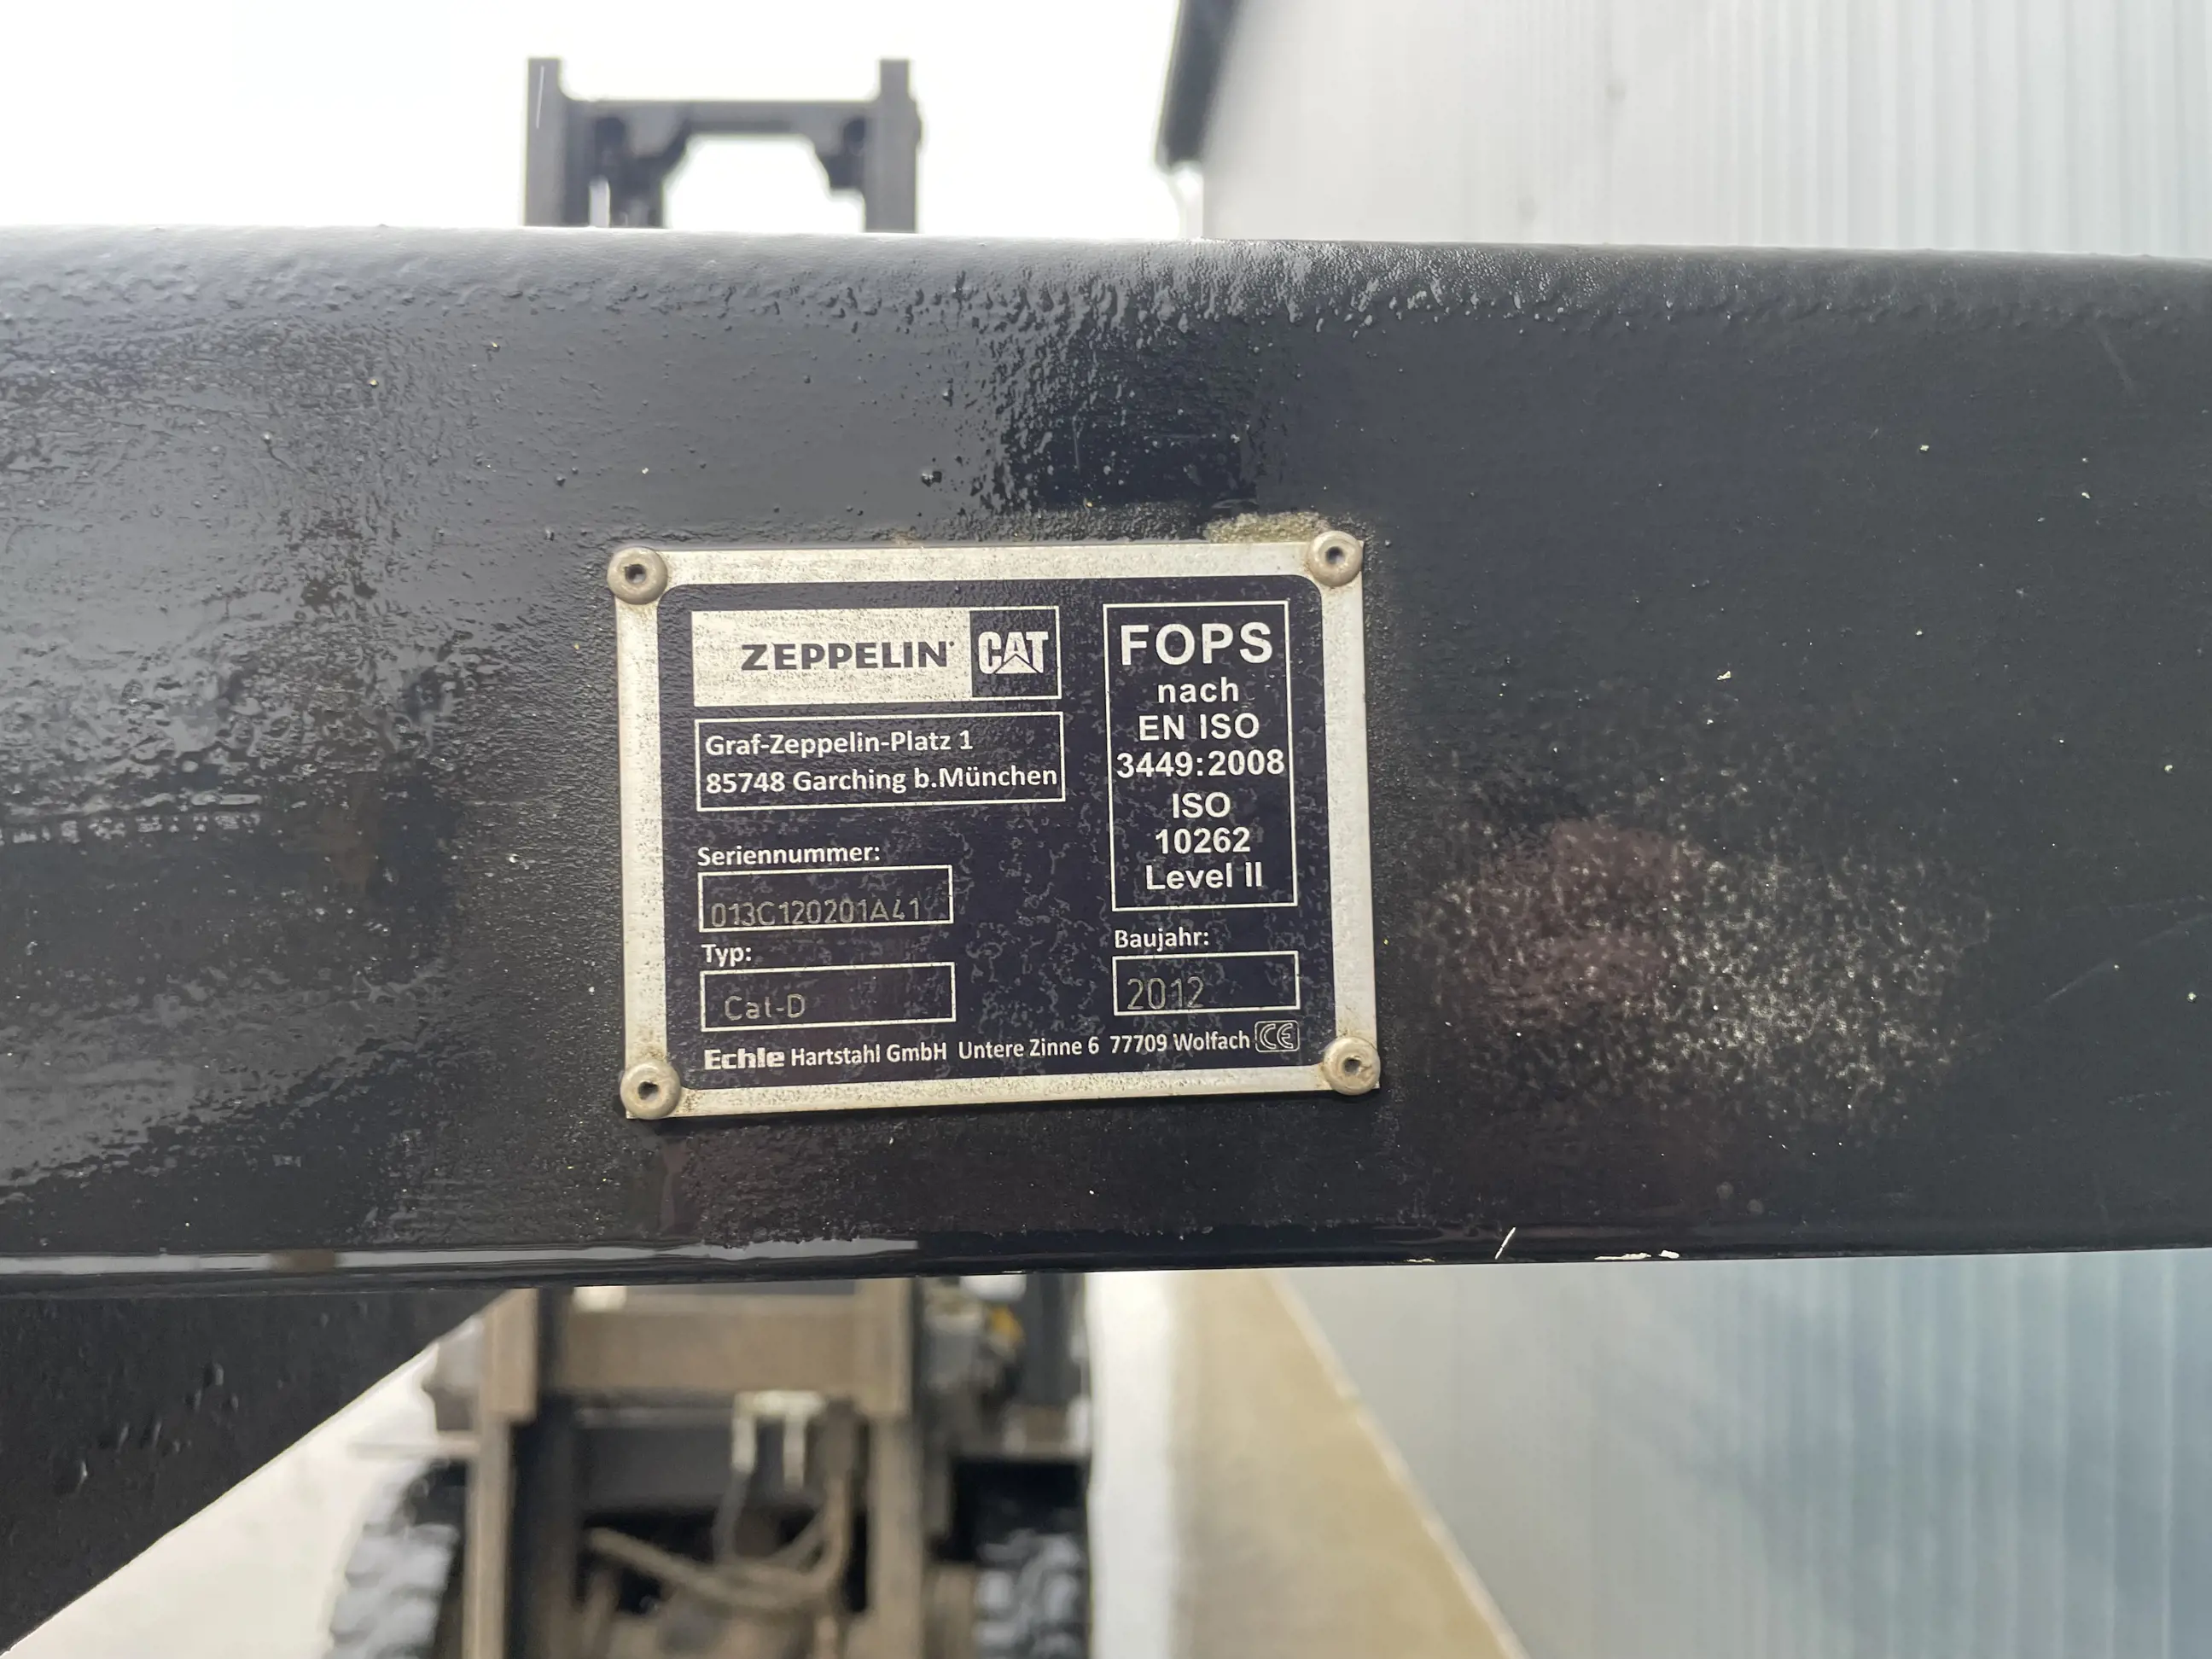 ZEPPELIN CAT
Graf-Zeppelin-Platz 1
85748 Garching b.München
FOPS
nach
EN ISO
3449:2008
ISO
10262
Level II
Seriennummer:
013C120201A41
Typ:
Cat-D
Baujahr:
2012
Echle Hartstahl GmbH Untere Zinne 6 77709 Wolfach CE